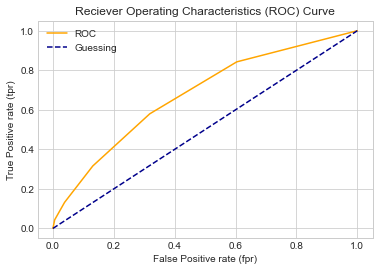 Reciever Operating Characteristics (ROC) Curve
1.0
0.8
0.6
0.4
0.2
0.0
True Positive rate (tpr)
ROC
Guessing
0.0 0.2 0.4 0.6 0.8 1.0
False Positive rate (fpr)